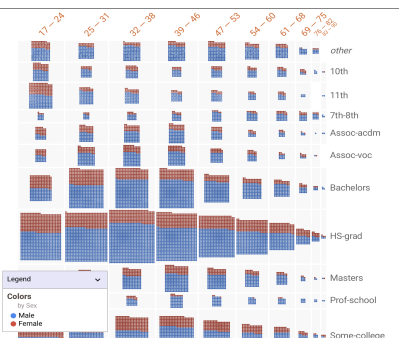 17 – 24
25 – 31
32 – 38
39 – 46
47 – 53
54 – 60
61 – 68
69 – 75
76 – 82
other
10th
11th
7th-8th
Assoc-acdm
Assoc-voc
Bachelors
HS-grad
Masters
Prof-school
Some-college
Legend
Colors
by Sex
Male
Female